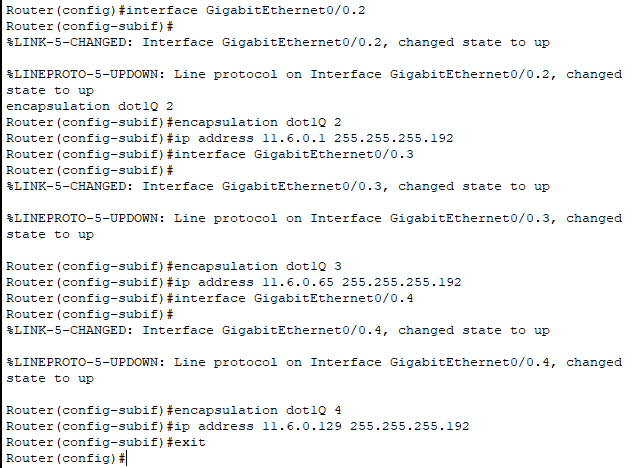 Router(config)#interface GigabitEthernet0/0.2
Router(config-subif)#
%LINK-5-CHANGED: Interface GigabitEthernet0/0.2, changed state to up
%LINEPROTO-5-UPDOWN: Line protocol on Interface GigabitEthernet0/0.2, changed
state to up
encapsulation dot1Q 2
Router(config-subif)#encapsulation dot1Q 2
Router(config-subif)#ip address 11.6.0.1 255.255.255.192
Router(config-subif)#interface GigabitEthernet0/0.3
Router(config-subif)#
%LINK-5-CHANGED: Interface GigabitEthernet0/0.3, changed state to up
%LINEPROTO-5-UPDOWN: Line protocol on Interface GigabitEthernet0/0.3, changed
state to up
Router(config-subif)#encapsulation dot1Q 3
Router(config-subif)#ip address 11.6.0.65 255.255.255.192
Router(config-subif)#interface GigabitEthernet0/0.4
Router(config-subif)#
%LINK-5-CHANGED: Interface GigabitEthernet0/0.4, changed state to up
%LINEPROTO-5-UPDOWN: Line protocol on Interface GigabitEthernet0/0.4, changed
state to up
Router(config-subif)#encapsulation dot1Q 4
Router(config-subif)#ip address 11.6.0.129 255.255.255.192
Router(config-subif)#exit
Router(config)#